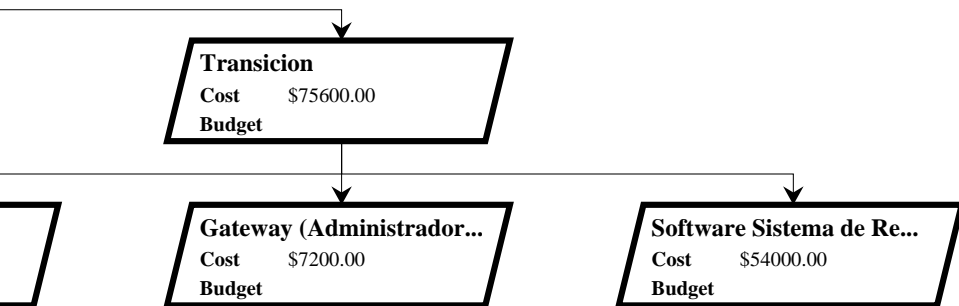 Transicion
Cost $75600.00
Budget
Gateway (Administrador...
Cost $7200.00
Budget
Software Sistema de Re...
Cost $54000.00
Budget